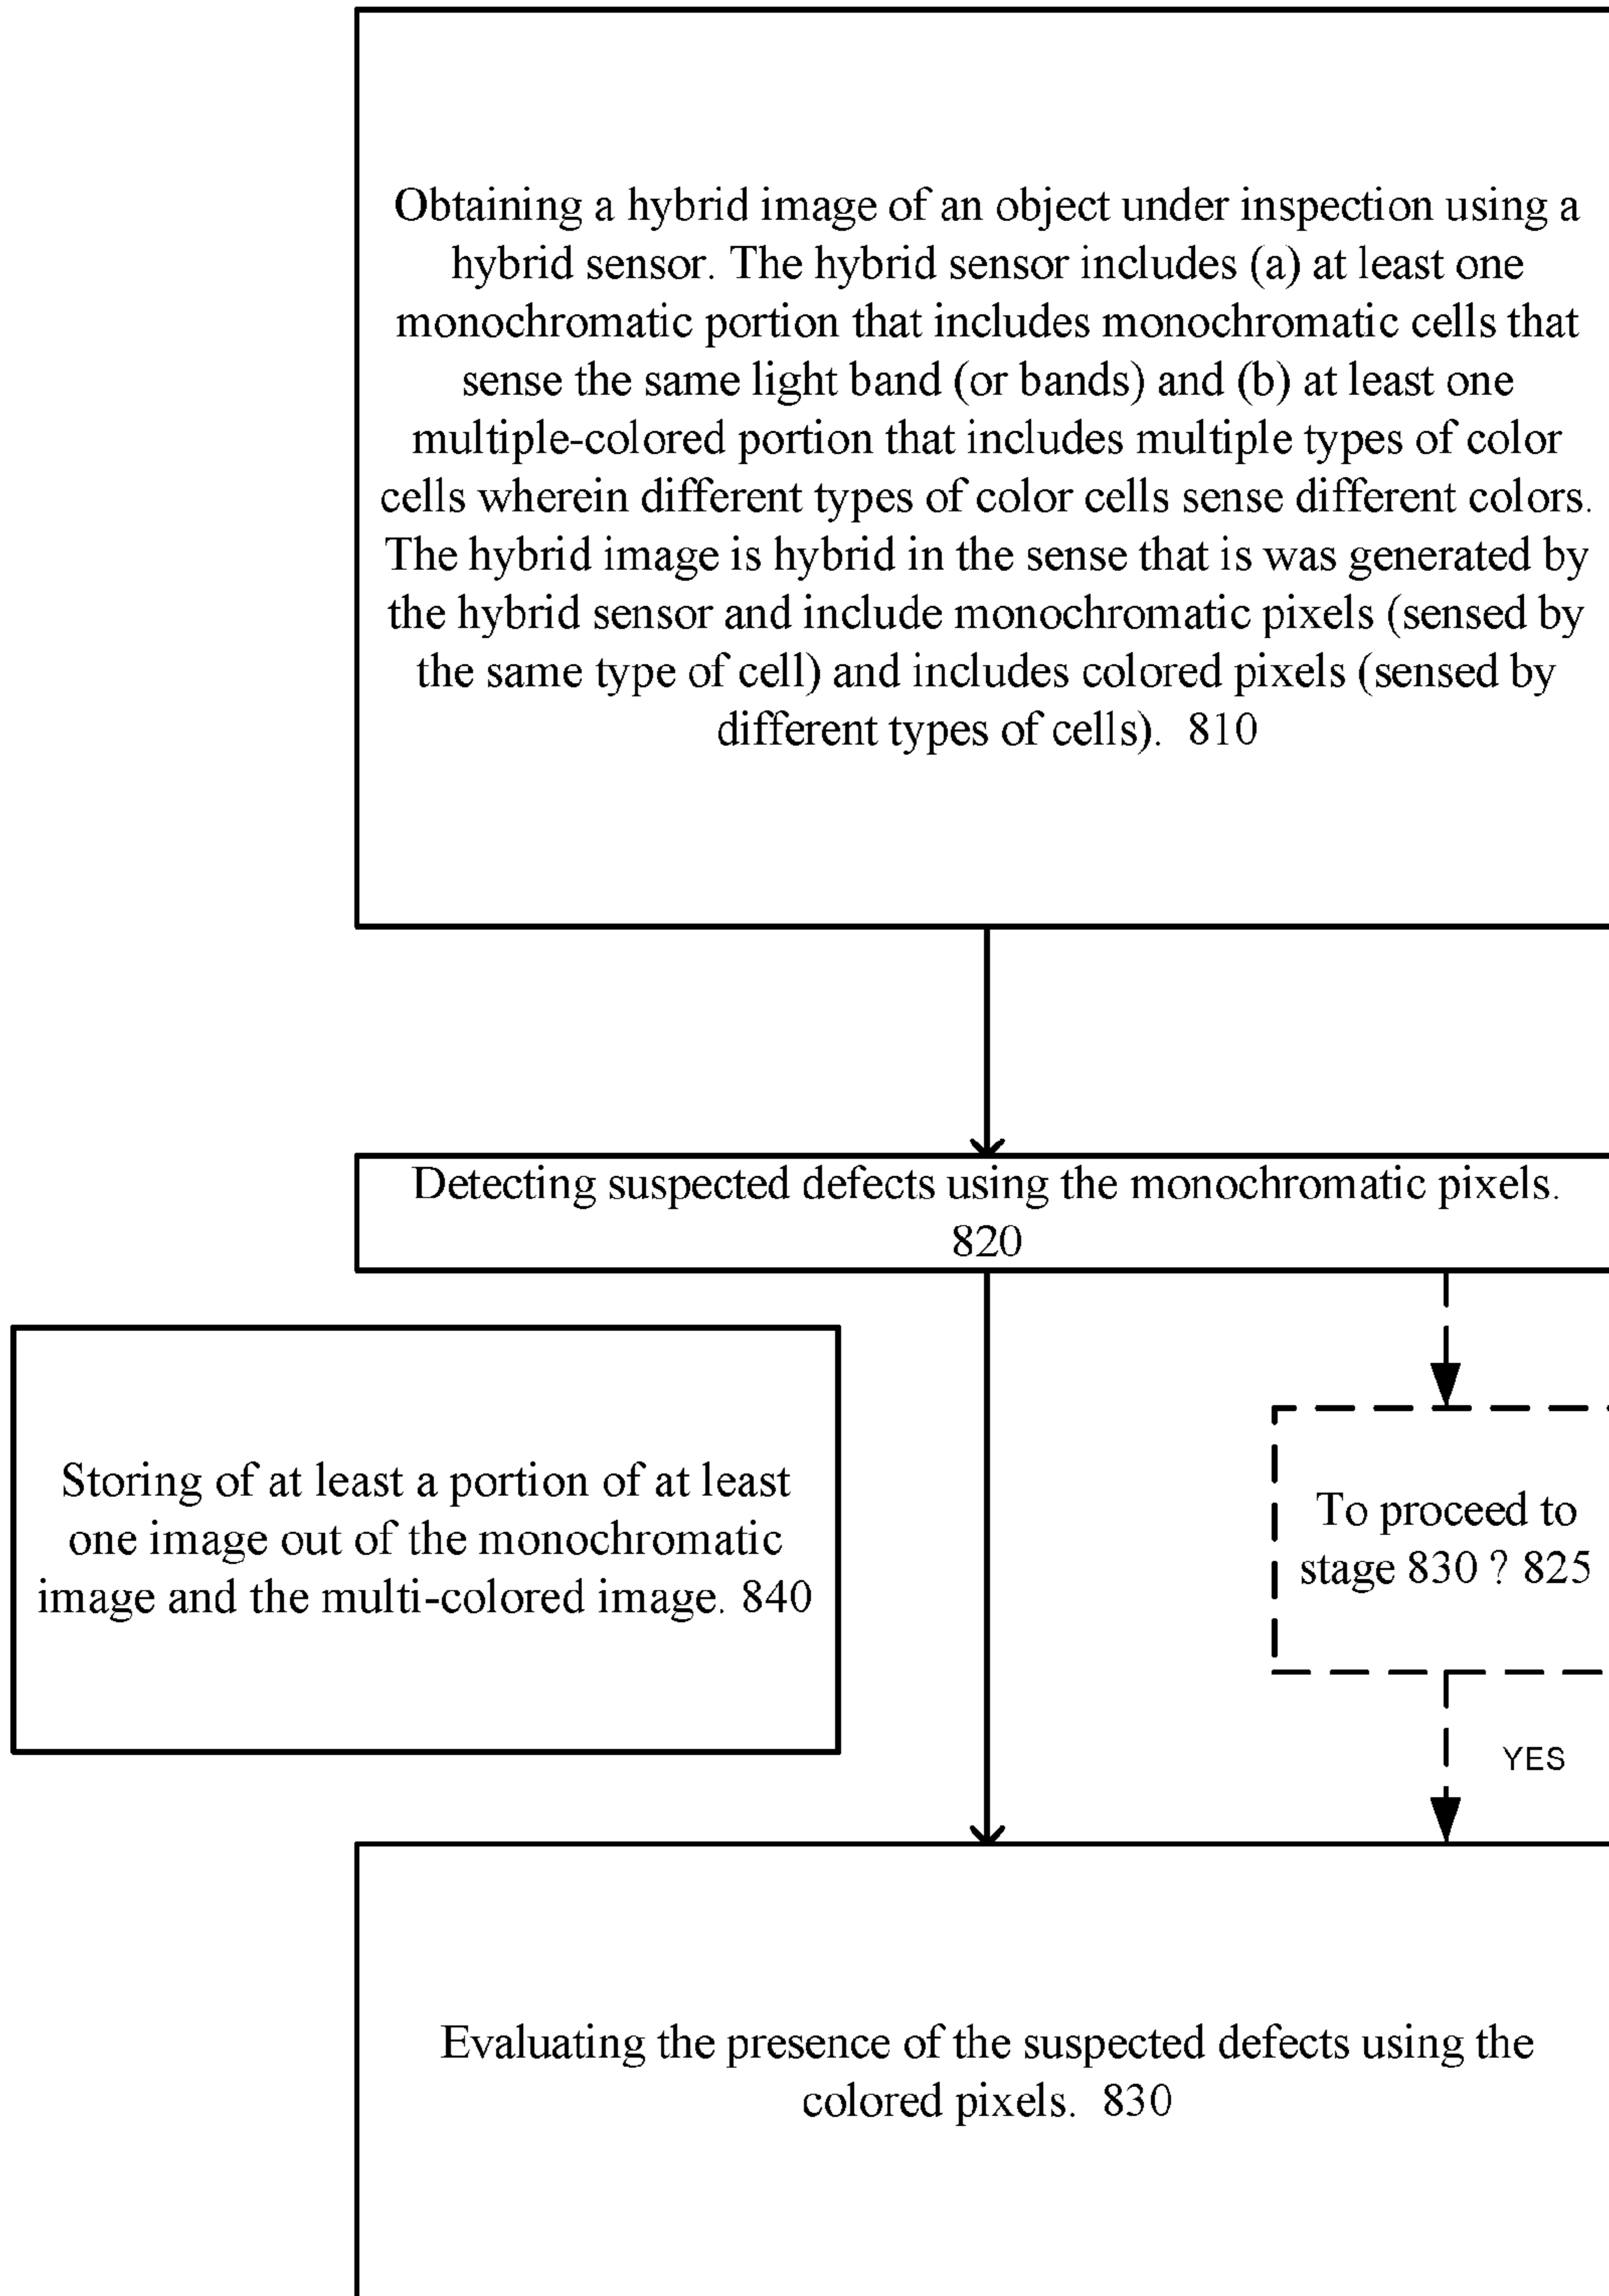 Obtaining a hybrid image of an object under inspection using a
hybrid sensor. The hybrid sensor includes (a) at least one
monochromatic portion that includes monochromatic cells that
sense the same light band (or bands) and (b) at least one
multiple-colored portion that includes multiple types of color
cells wherein different types of color cells sense different colors.
The hybrid image is hybrid in the sense that is was generated by
the hybrid sensor and include monochromatic pixels (sensed by
the same type of cell) and includes colored pixels (sensed by
different types of cells). 810
Detecting suspected defects using the monochromatic pixels.
820
Storing of at least a portion of at least
one image out of the monochromatic
image and the multi-colored image. 840
To proceed to
stage 830 ? 825
YES
Evaluating the presence of the suspected defects using the
colored pixels. 830